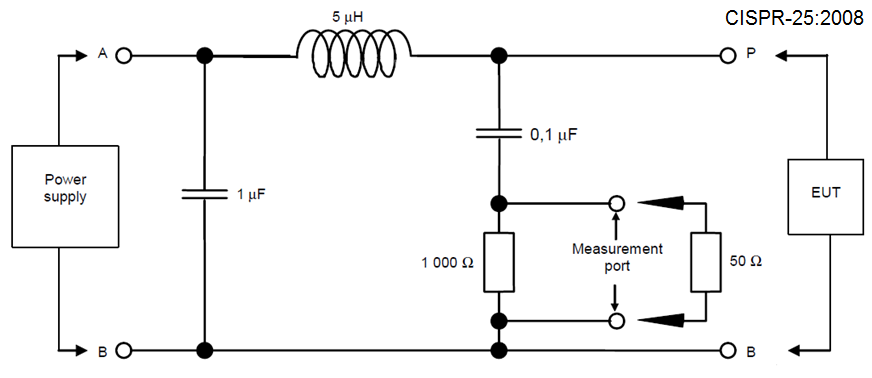 CISPR-25:2008
5 μH
A
P
0,1 μF
Power
supply
1 μF
EUT
Measurement
port
1 000 Ω
50 Ω
B
B